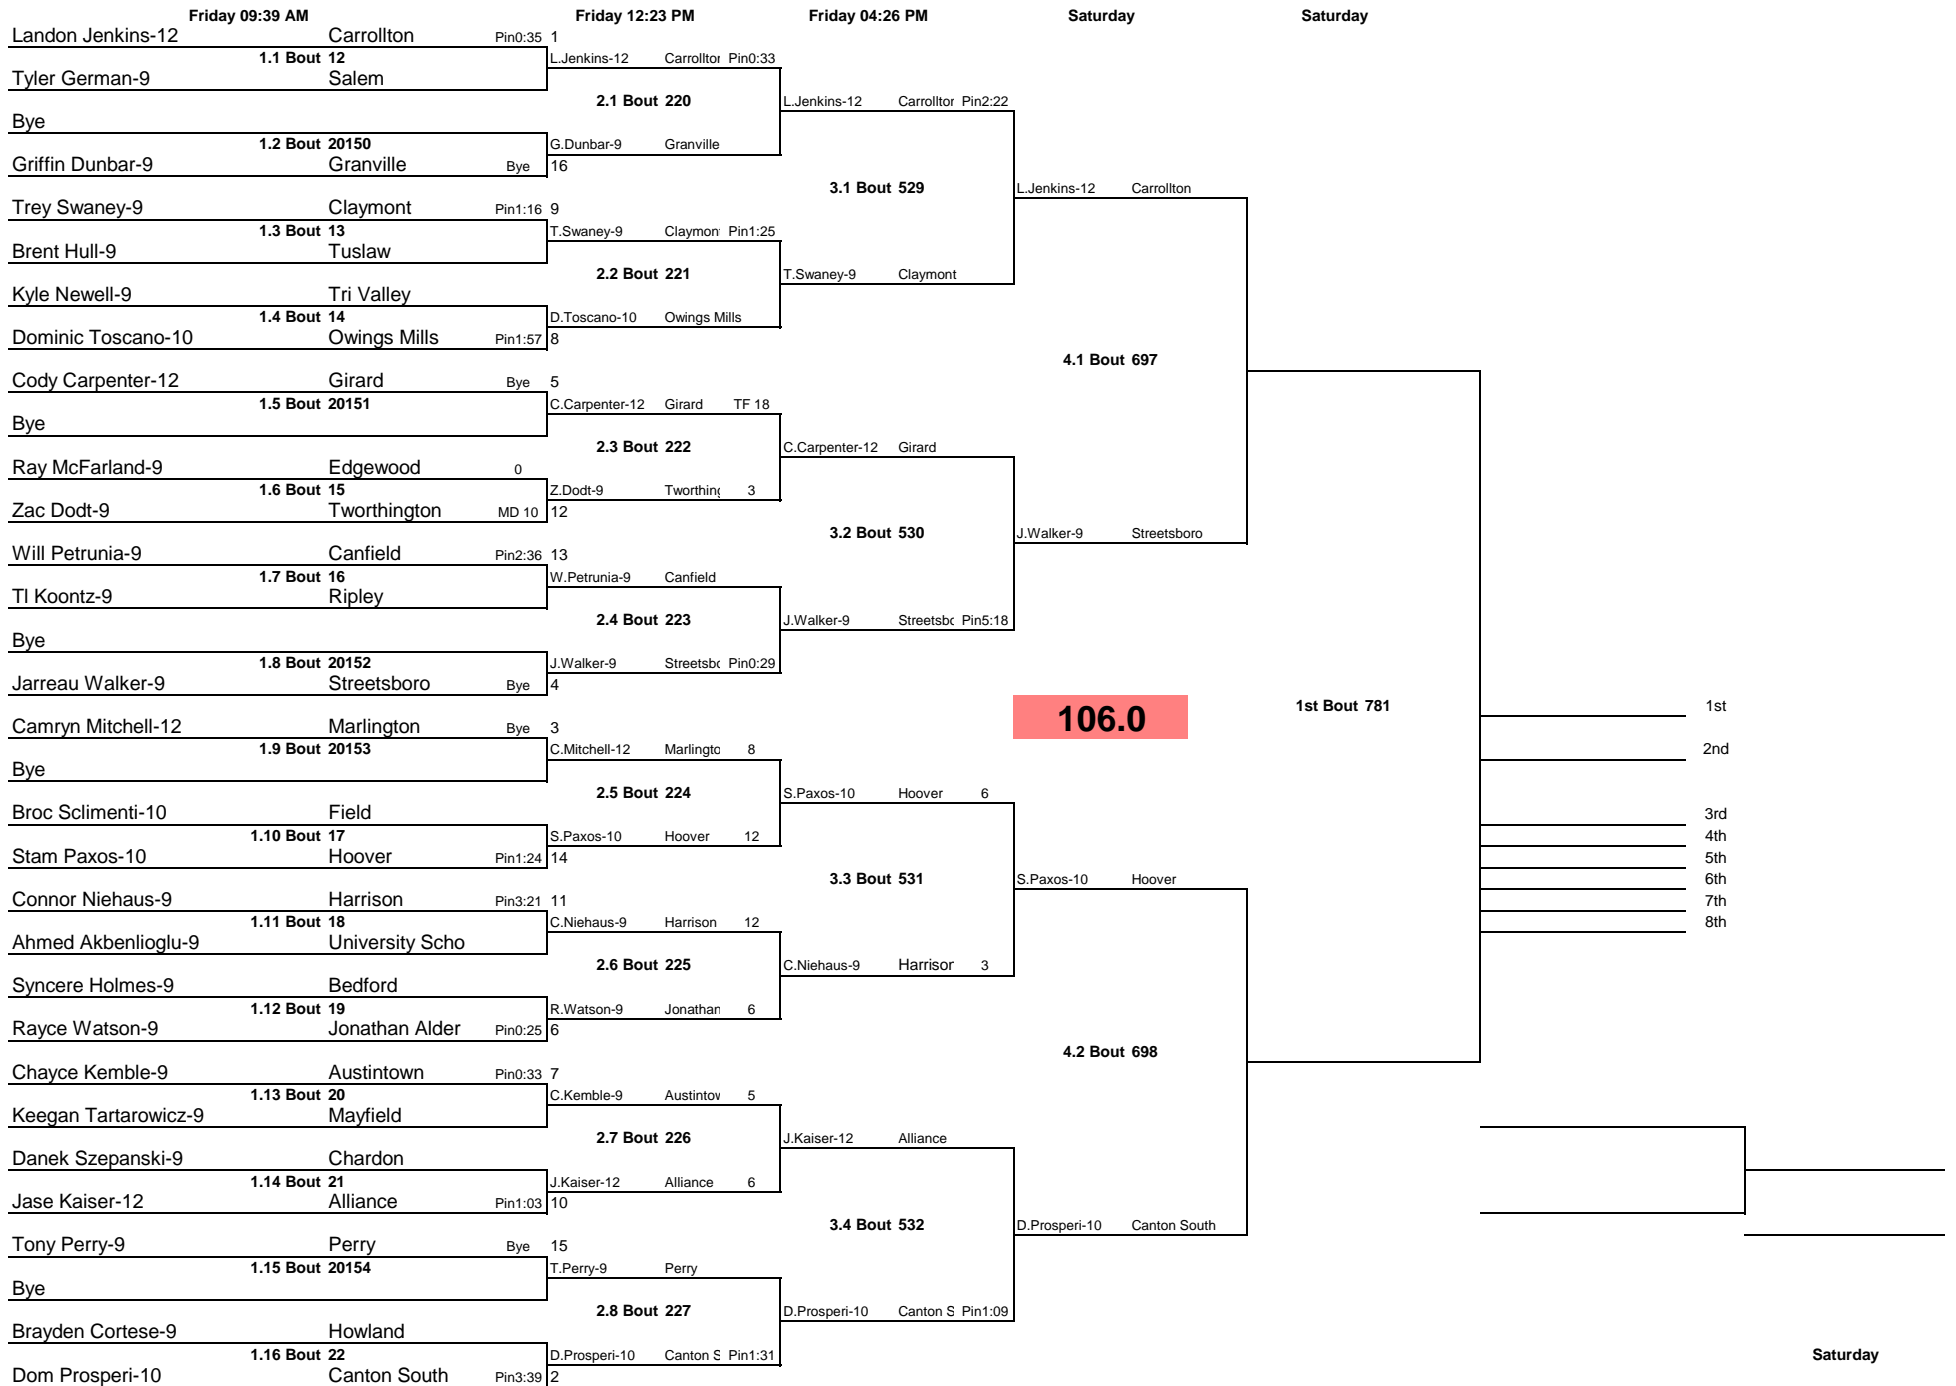 Friday 09:39 AM Friday 12:23 PM Friday 04:26 PM Saturday Saturday
Landon Jenkins-12 Carrollton Pin0:35 1
1.1 Bout 12 L.Jenkins-12 Carrolltor Pin0:33
Tyler German-9 Salem
2.1 Bout 220 L.Jenkins-12 Carrolltor Pin2:22
Bye
1.2 Bout 20150 G.Dunbar-9 Granville
Griffin Dunbar-9 Granville Bye 16
3.1 Bout 529 L.Jenkins-12 Carrollton
Trey Swaney-9 Claymont Pin1:16 9
1.3 Bout 13 T.Swaney-9 Claymon Pin1:25
Brent Hull-9 Tuslaw
2.2 Bout 221 T.Swaney-9 Claymont
Kyle Newell-9 Tri Valley
1.4 Bout 14 D.Toscano-10 Owings Mills
Dominic Toscano-10 Owings Mills Pin1:57 8
4.1 Bout 697
Cody Carpenter-12 Girard Bye 5
1.5 Bout 20151 C.Carpenter-12 Girard TF 18
Bye
2.3 Bout 222 C.Carpenter-12 Girard
Ray McFarland-9 Edgewood 0
1.6 Bout 15 Z.Dodt-9 Tworthing 3
Zac Dodt-9 Tworthington MD 10 12
3.2 Bout 530 J.Walker-9 Streetsboro
Will Petrunia-9 Canfield Pin2:36 13
1.7 Bout 16 W.Petrunia-9 Canfield
Tl Koontz-9 Ripley
2.4 Bout 223 J.Walker-9 Streetsbc Pin5:18
Bye
1.8 Bout 20152 J.Walker-9 Streetsbc Pin0:29
Jarreau Walker-9 Streetsboro Bye 4
106.0 1st Bout 781 1st
Camryn Mitchell-12 Marlington Bye 3
1.9 Bout 20153 C.Mitchell-12 Marlingtc 8 2nd
Bye
2.5 Bout 224 S.Paxos-10 Hoover 6
Broc Sclimenti-10 Field 3rd
1.10 Bout 17 S.Paxos-10 Hoover 12 4th
Stam Paxos-10 Hoover Pin1:24 14 5th
3.3 Bout 531 S.Paxos-10 Hoover 6th
Connor Niehaus-9 Harrison Pin3:21 11 7th
1.11 Bout 18 C.Niehaus-9 Harrison 12 8th
Ahmed Akbenlioglu-9 University Scho
2.6 Bout 225 C.Niehaus-9 Harrisor 3
Syncere Holmes-9 Bedford
1.12 Bout 19 R.Watson-9 Jonathan 6
Rayce Watson-9 Jonathan Alder Pin0:25 6
4.2 Bout 698
Chayce Kemble-9 Austintown Pin0:33 7
1.13 Bout 20 C.Kemble-9 Austintov 5
Keegan Tartarowicz-9 Mayfield
2.7 Bout 226 J.Kaiser-12 Alliance
Danek Szepanski-9 Chardon
1.14 Bout 21 J.Kaiser-12 Alliance 6
Jase Kaiser-12 Alliance Pin1:03 10
3.4 Bout 532 D.Prosperi-10 Canton South
Tony Perry-9 Perry Bye 15
1.15 Bout 20154 T.Perry-9 Perry
Bye
2.8 Bout 227 D.Prosperi-10 Canton S Pin1:09
Brayden Cortese-9 Howland
1.16 Bout 22 D.Prosperi-10 Canton S Pin1:31 Saturday
Dom Prosperi-10 Canton South Pin3:39 2